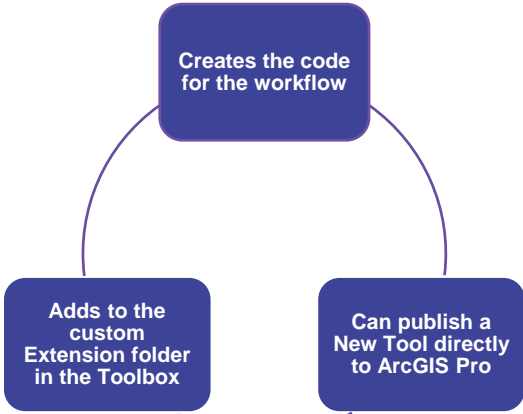 Creates the code
for the workflow
Adds to the
custom
Extension folder
in the Toolbox
Can publish a
New Tool directly
to ArcGIS Pro